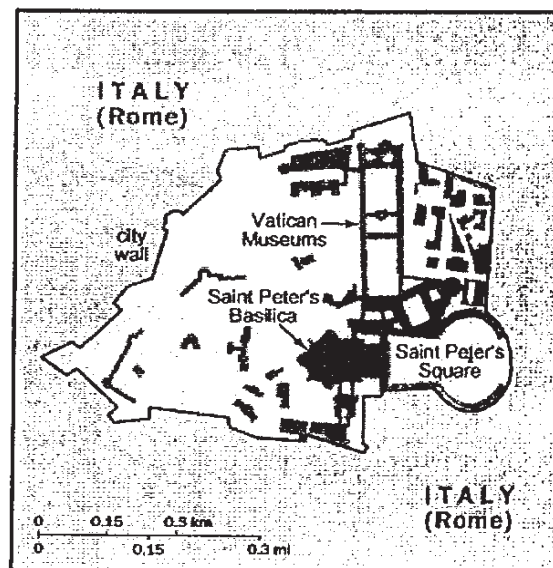 ITALY
(Rome)
Vatican
Museums
city
wall
Saint Peter's
Basilica
Saint Peter's
Square
ITALY
(Rome)
0 0.15 0.3 km
0 0.15 0.3 mi